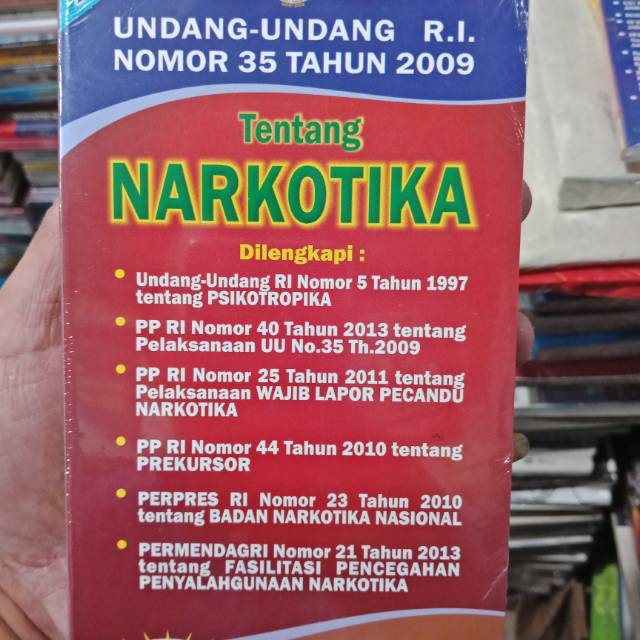 UNDANG-UNDANG R.I.
NOMOR 35 TAHUN 2009
Tentang
NARKOTIKA
Dilengkapi :
• Undang-Undang RI Nomor 5 Tahun 1997
tentang PSIKOTROPIKA
• PP RI Nomor 40 Tahun 2013 tentang
Pelaksanaan UU No.35 Th.2009
• PP RI Nomor 25 Tahun 2011 tentang
Pelaksanaan WAJIB LAPOR PECANDU
NARKOTIKA
• PP RI Nomor 44 Tahun 2010 tentang
PREKURSOR
• PERPRES RI Nomor 23 Tahun 2010
tentang BADAN NARKOTIKA NASIONAL
• PERMENDAGRI Nomor 21 Tahun 2013
tentang FASILITASI PENCEGAHAN
PENYALAHGUNAAN NARKOTIKA